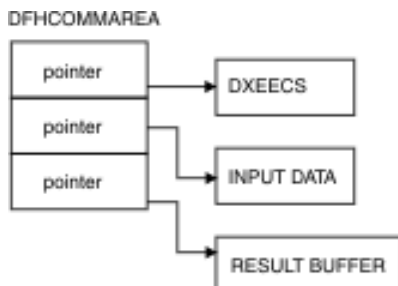 DFHCOMMAREA
pointer
DXEECS
pointer
INPUT DATA
pointer
RESULT BUFFER